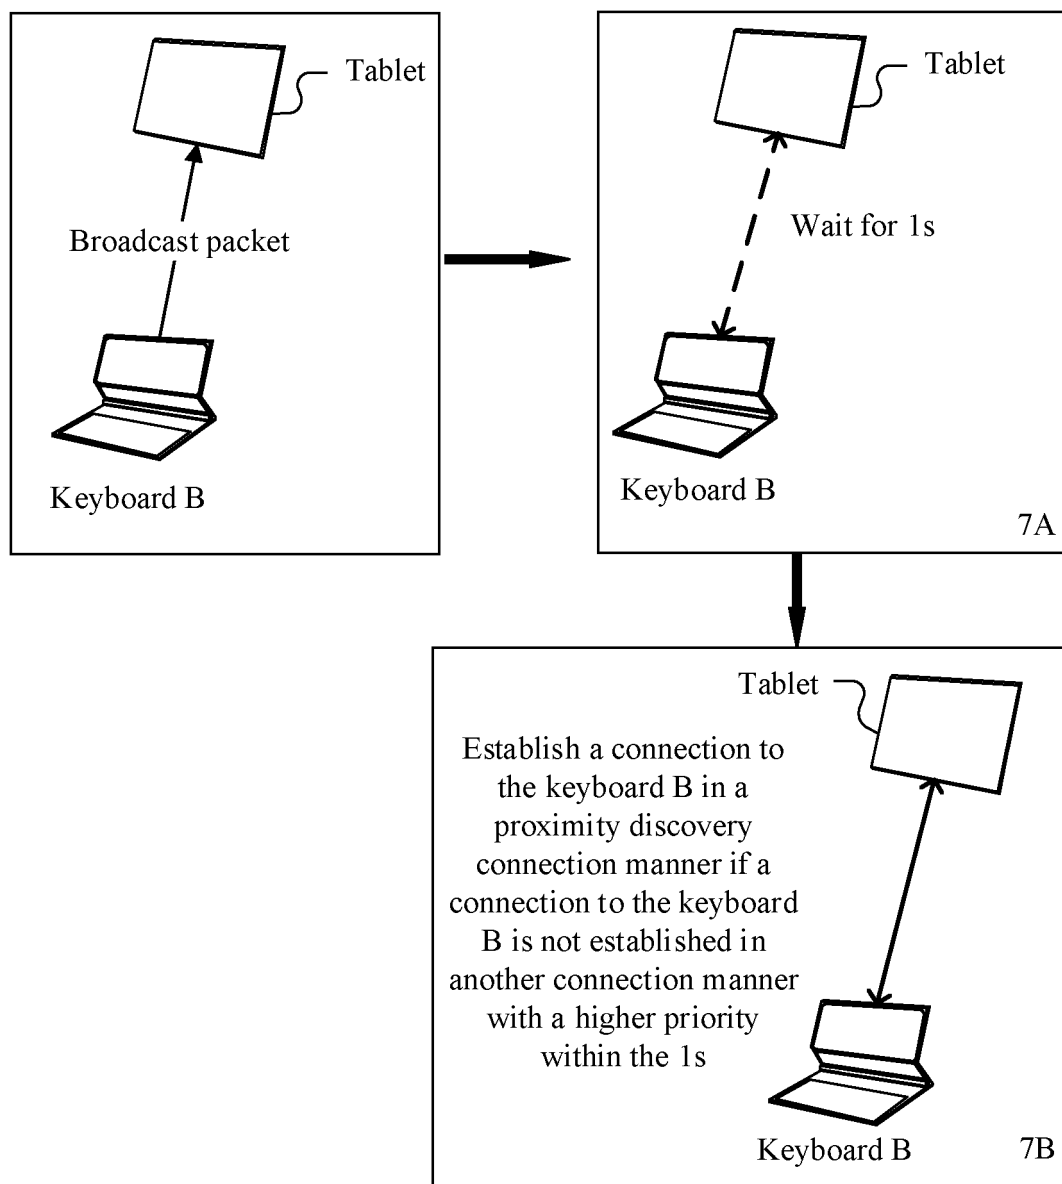 Tablet
Broadcast packet
Keyboard B
Tablet
Wait for 1s
Keyboard B
7A
Tablet
Establish a connection to
the keyboard B in a
proximity discovery
connection manner if a
connection to the keyboard
B is not established in
another connection manner
with a higher priority
within the 1s
Keyboard B
7B